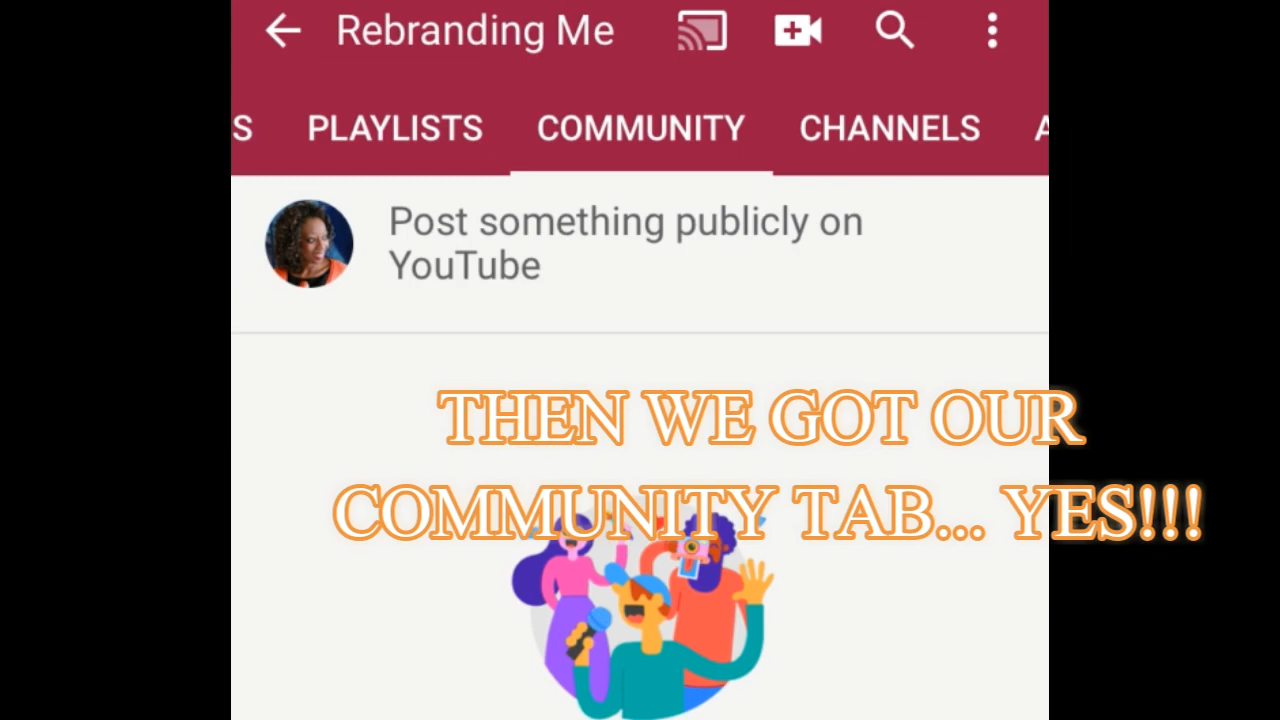 Rebranding Me
S PLAYLISTS COMMUNITY CHANNELS A
Post something publicly on
YouTube
THEN WE GOT OUR
COMMUNITY TAB... YES!!!